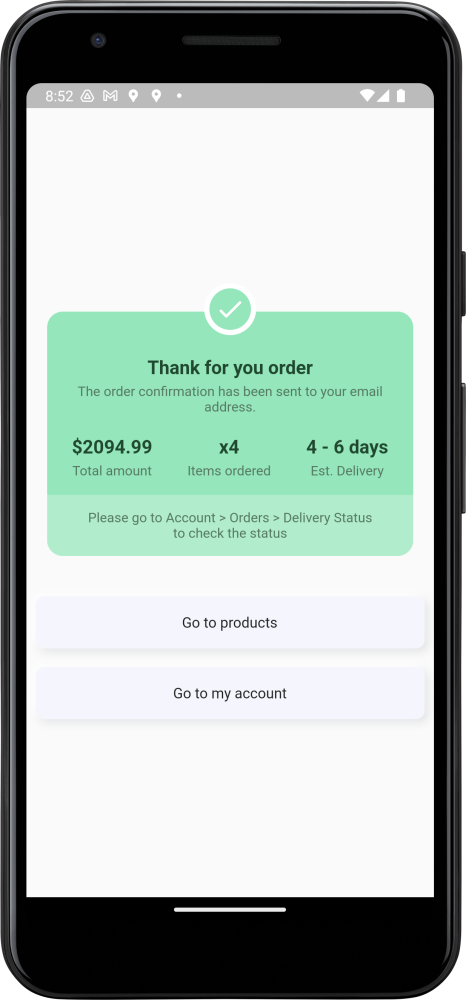 8:52
Thank for you order
The order confirmation has been sent to your email
address.
$2094.99 x4 4 - 6 days
Total amount Items ordered Est. Delivery
Please go to Account > Orders > Delivery Status
to check the status
Go to products
Go to my account